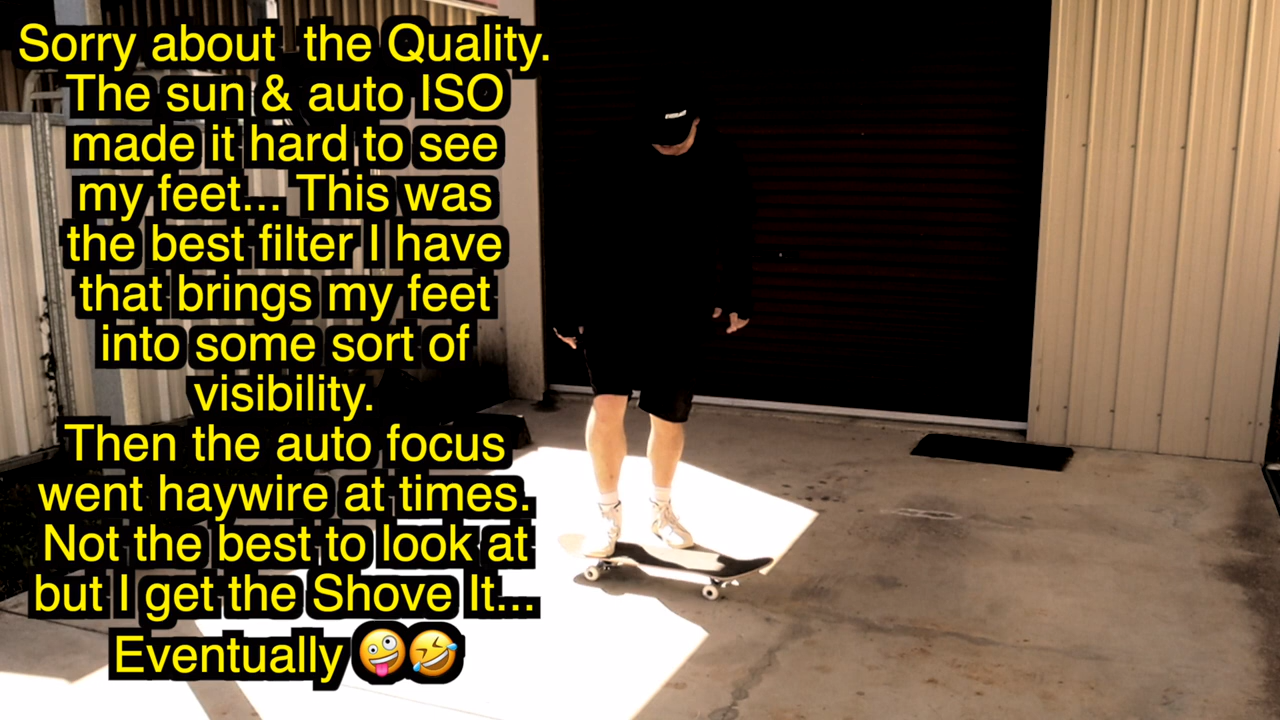 Sorry about the Quality.
The sun & auto ISO
made it hard to see
my feet... This was
the best filter I have
that brings my feet
into some sort of
visibility.
Then the auto focus
went haywire at times.
Not the best to look at
but I get the Shove It...
Eventually 🤪🤣